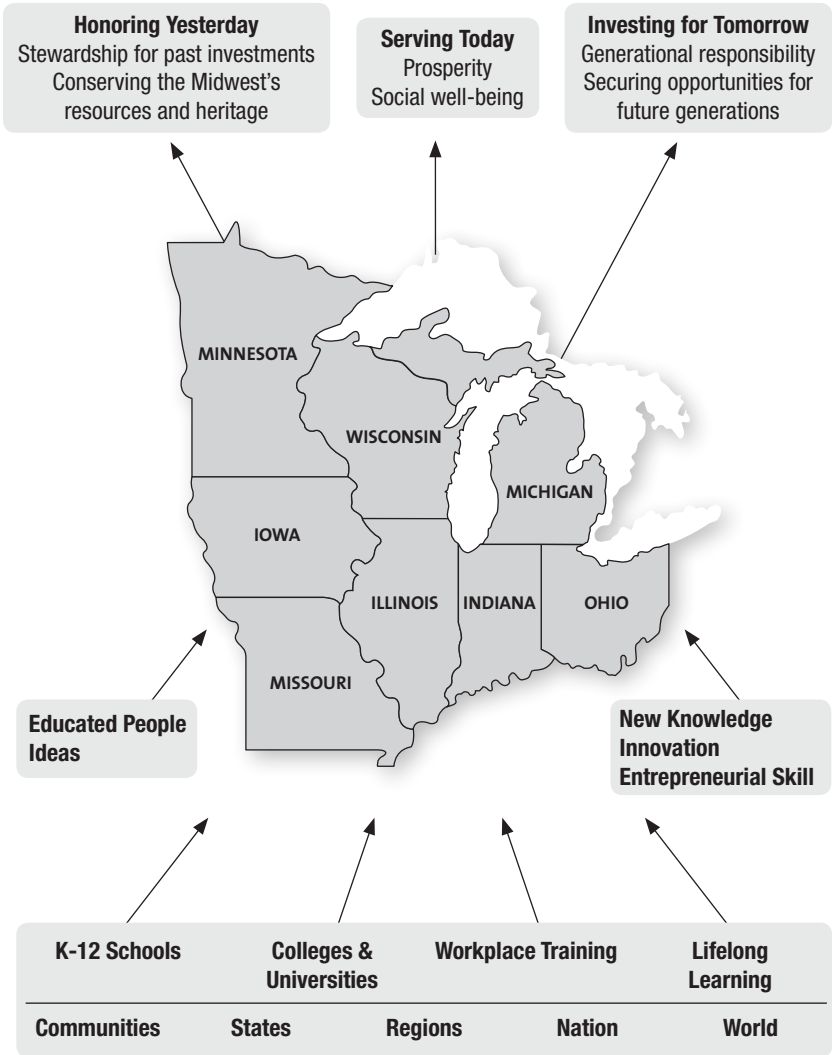 Honoring Yesterday
Stewardship for past investments
Conserving the Midwest's
resources and heritage
Serving Today
Prosperity
Social well-being
Investing for Tomorrow
Generational responsibility
Securing opportunities for
future generations
MINNESOTA
WISCONSIN
MICHIGAN
IOWA
ILLINOIS
INDIANA
OHIO
MISSOURI
Educated People
Ideas
New Knowledge
Innovation
Entrepreneurial Skill
K-12 Schools
Colleges &
Universities
Workplace Training
Lifelong
Learning
Communities
States
Regions
Nation
World